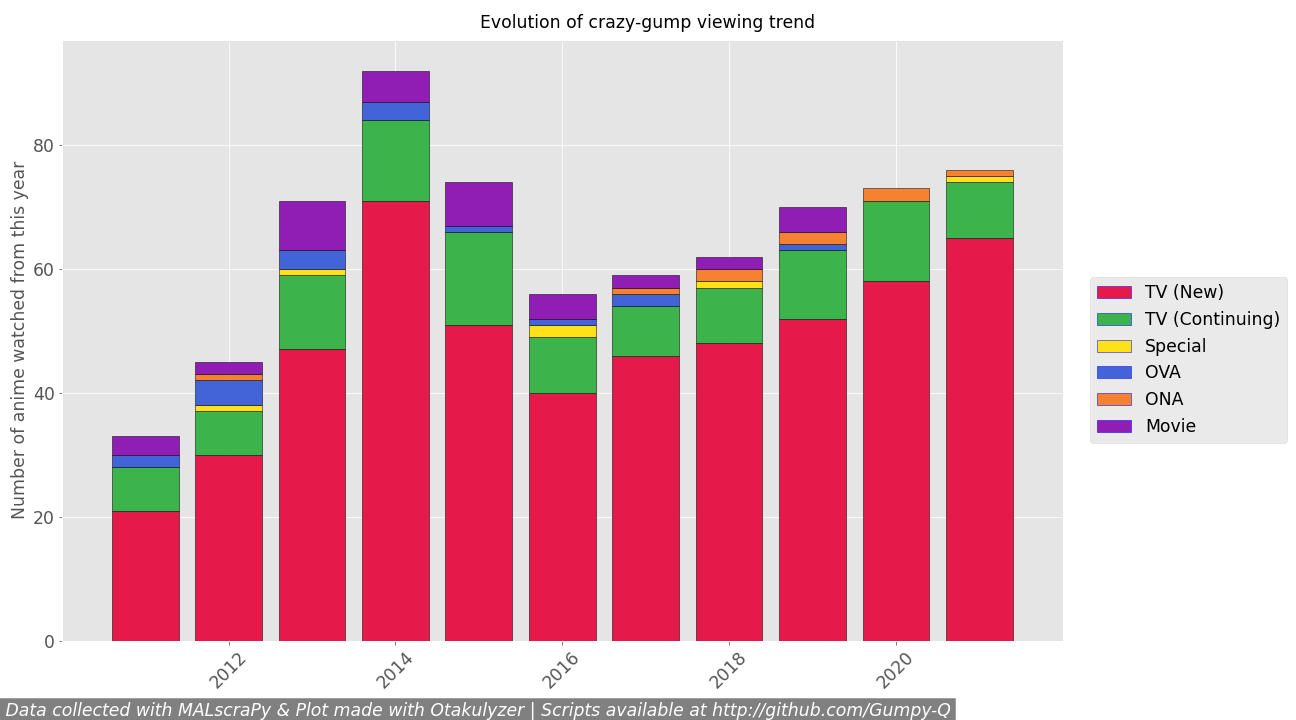 Evolution of crazy-gump viewing trend
Number of anime watched from this year
80
60
40
20
0
2012
2014
2016
2018
2020
TV (New)
TV (Continuing)
Special
OVA
ONA
Movie
Data collected with MALscraPy & Plot made with Otakulyzer | Scripts available at http://github.com/Gumpy-Q